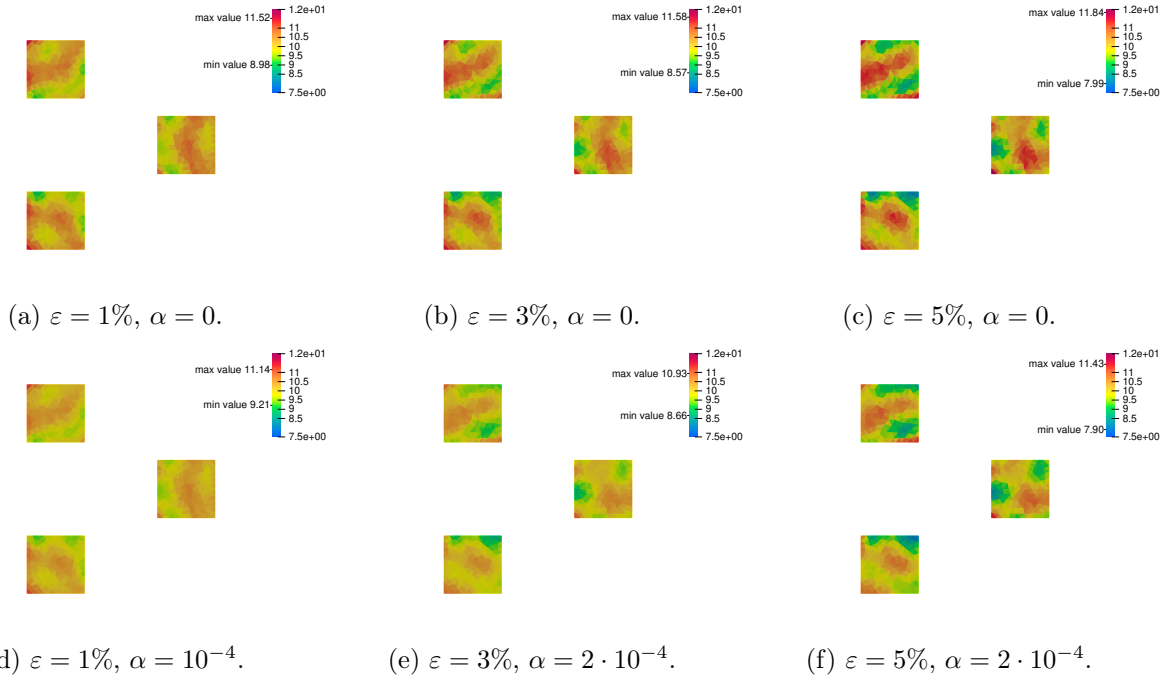 max value 11.52
1.2e+01
11
10.5
10
9.5
9
8.5
7.5e+00
min value 8.98
(a) ε = 1%, α = 0.
max value 11.58
1.2e+01
11
10.5
10
9.5
9
8.5
7.5e+00
min value 8.57
(b) ε = 3%, α = 0.
max value 11.84
1.2e+01
11
10.5
10
9.5
9
8.5
7.5e+00
min value 7.99
(c) ε = 5%, α = 0.
max value 11.14
1.2e+01
11
10.5
10
9.5
9
8.5
7.5e+00
min value 9.21
d) ε = 1%, α = 10⁻⁴.
max value 10.93
1.2e+01
11
10.5
10
9.5
9
8.5
7.5e+00
min value 8.66
(e) ε = 3%, α = 2 · 10⁻⁴.
max value 11.43
1.2e+01
11
10.5
10
9.5
9
8.5
7.5e+00
min value 7.90
(f) ε = 5%, α = 2 · 10⁻⁴.